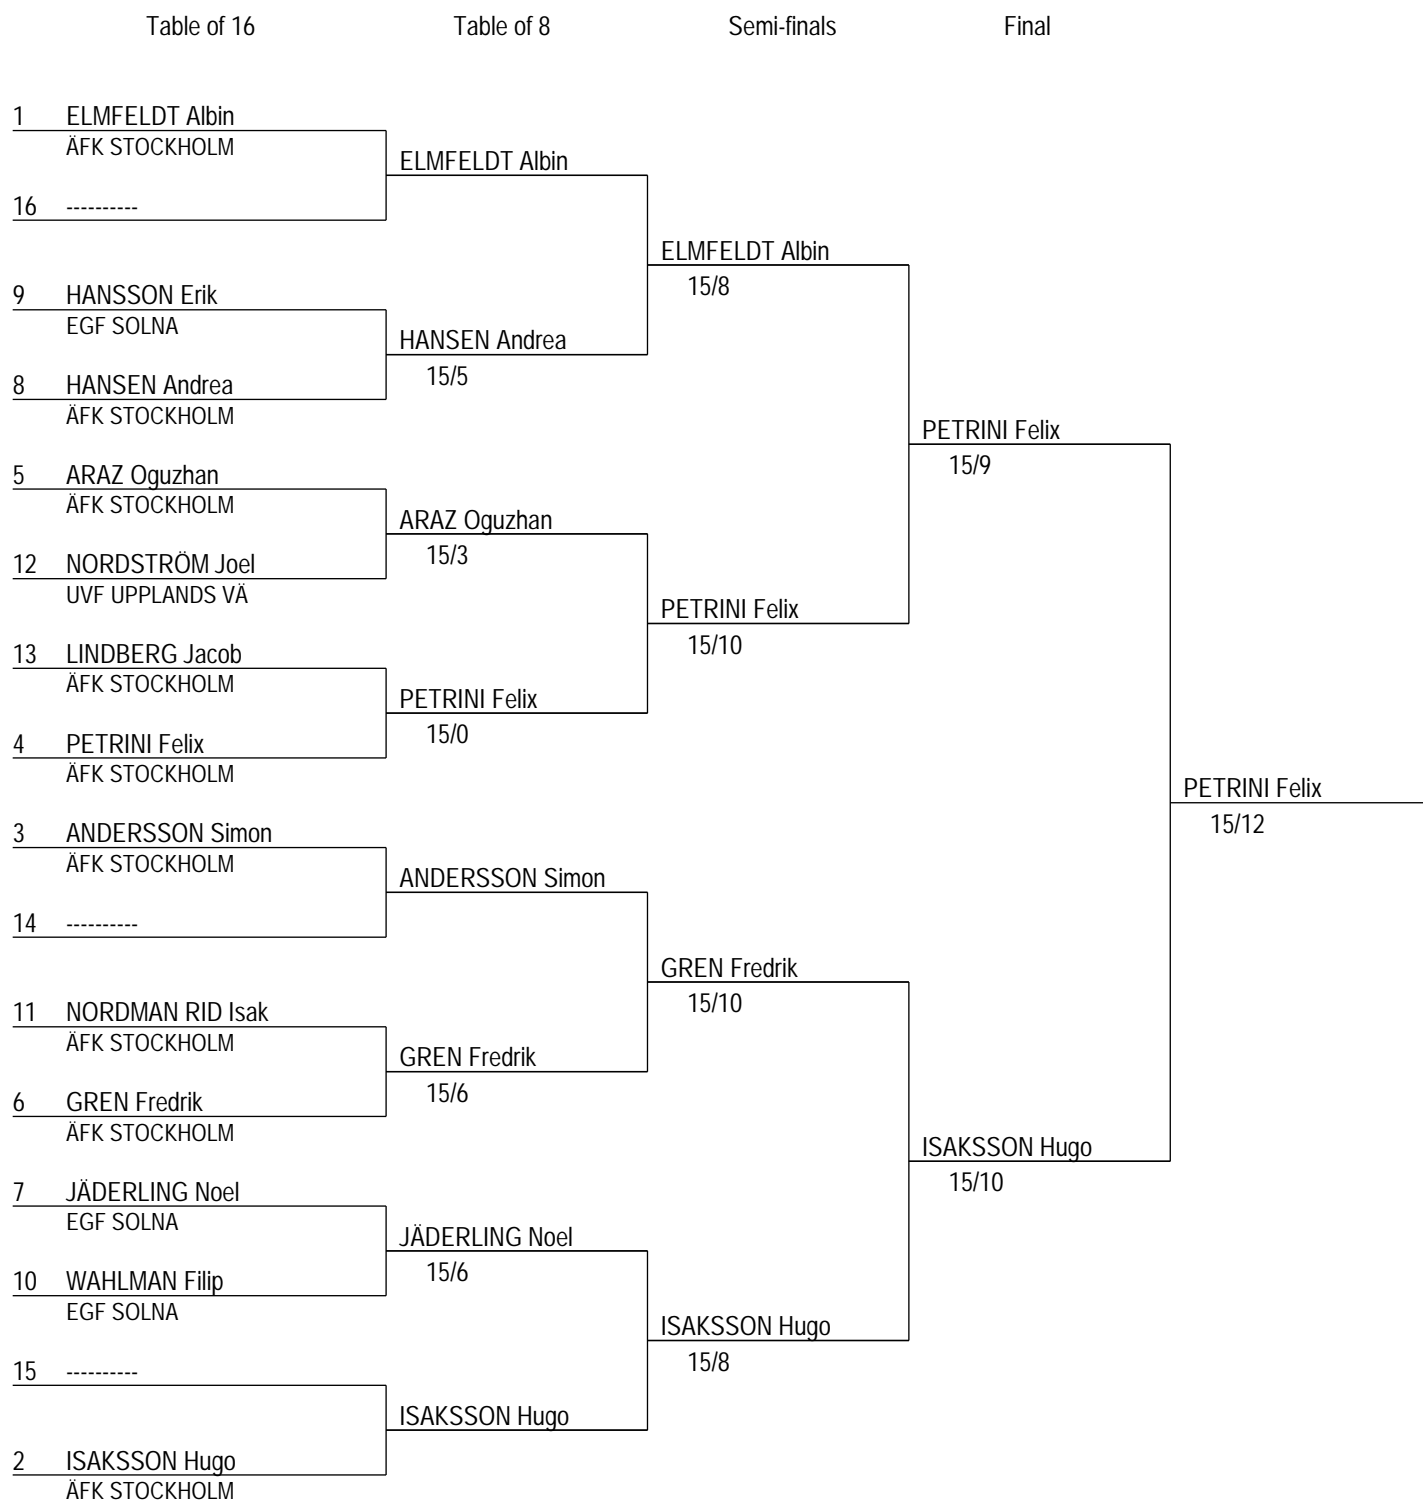 Table of 16 Table of 8 Semi-finals Final
1 ELMFELDT Albin
ÄFK STOCKHOLM
ELMFELDT Albin
16 ----------
ELMFELDT Albin
15/8
9 HANSSON Erik
EGF SOLNA
HANSEN Andrea
15/5
8 HANSEN Andrea
ÄFK STOCKHOLM
PETRINI Felix
15/9
5 ARAZ Oguzhan
ÄFK STOCKHOLM
ARAZ Oguzhan
15/3
12 NORDSTRÖM Joel
UVF UPPLANDS VÄ
PETRINI Felix
15/10
13 LINDBERG Jacob
ÄFK STOCKHOLM
PETRINI Felix
15/0
4 PETRINI Felix
ÄFK STOCKHOLM
PETRINI Felix
15/12
3 ANDERSSON Simon
ÄFK STOCKHOLM
ANDERSSON Simon
14 ----------
GREN Fredrik
15/10
11 NORDMAN RID Isak
ÄFK STOCKHOLM
GREN Fredrik
15/6
6 GREN Fredrik
ÄFK STOCKHOLM
ISAKSSON Hugo
15/10
7 JÄDERLING Noel
EGF SOLNA
JÄDERLING Noel
15/6
10 WAHLMAN Filip
EGF SOLNA
ISAKSSON Hugo
15/8
15 ----------
ISAKSSON Hugo
2 ISAKSSON Hugo
ÄFK STOCKHOLM